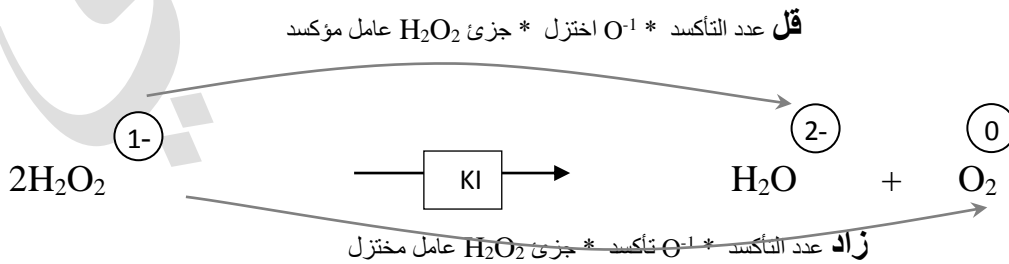 قل عدد التأكسد * O⁻¹ اختزل * جزئ H₂O₂ عامل مؤكسد
1- 2- 0
2H₂O₂ KI H₂O + O₂
زاد عدد التأكسد * O⁻¹ تأكسد * جزئ H₂O₂ عامل مختزل